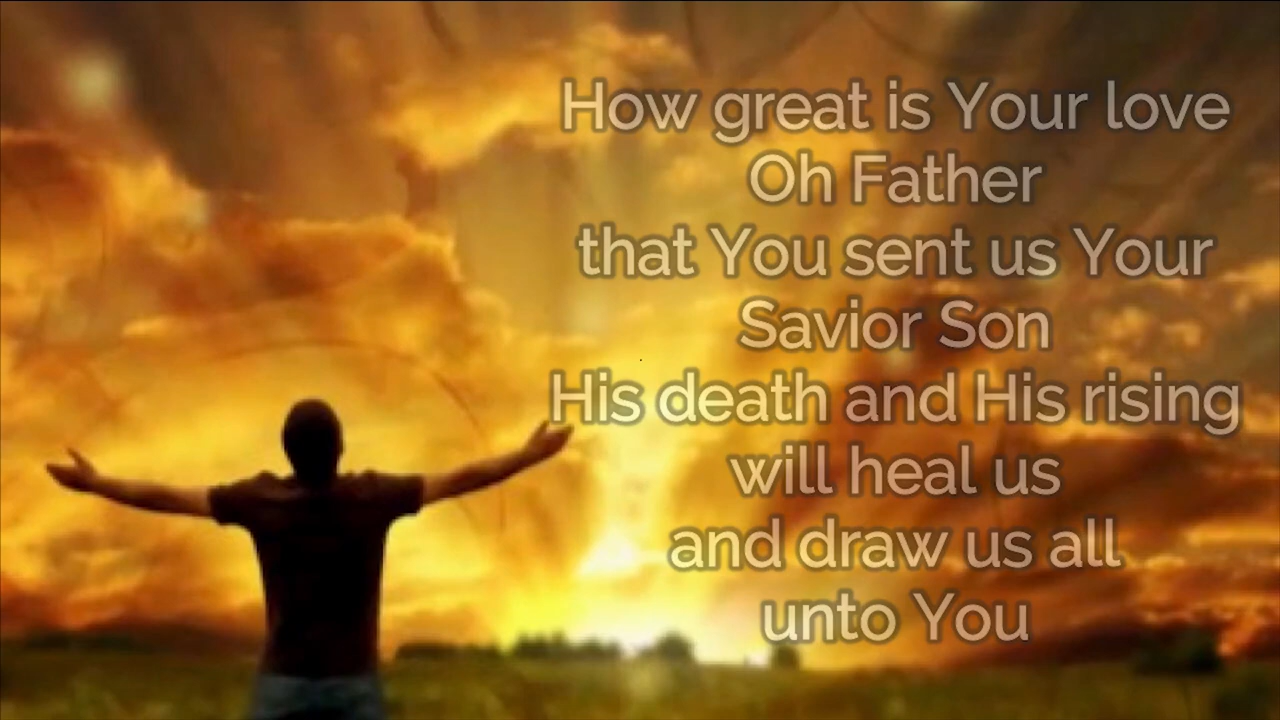 How great is Your love
Oh Father
that You sent us Your
Savior Son
His death and His rising
will heal us
and draw us all
unto You